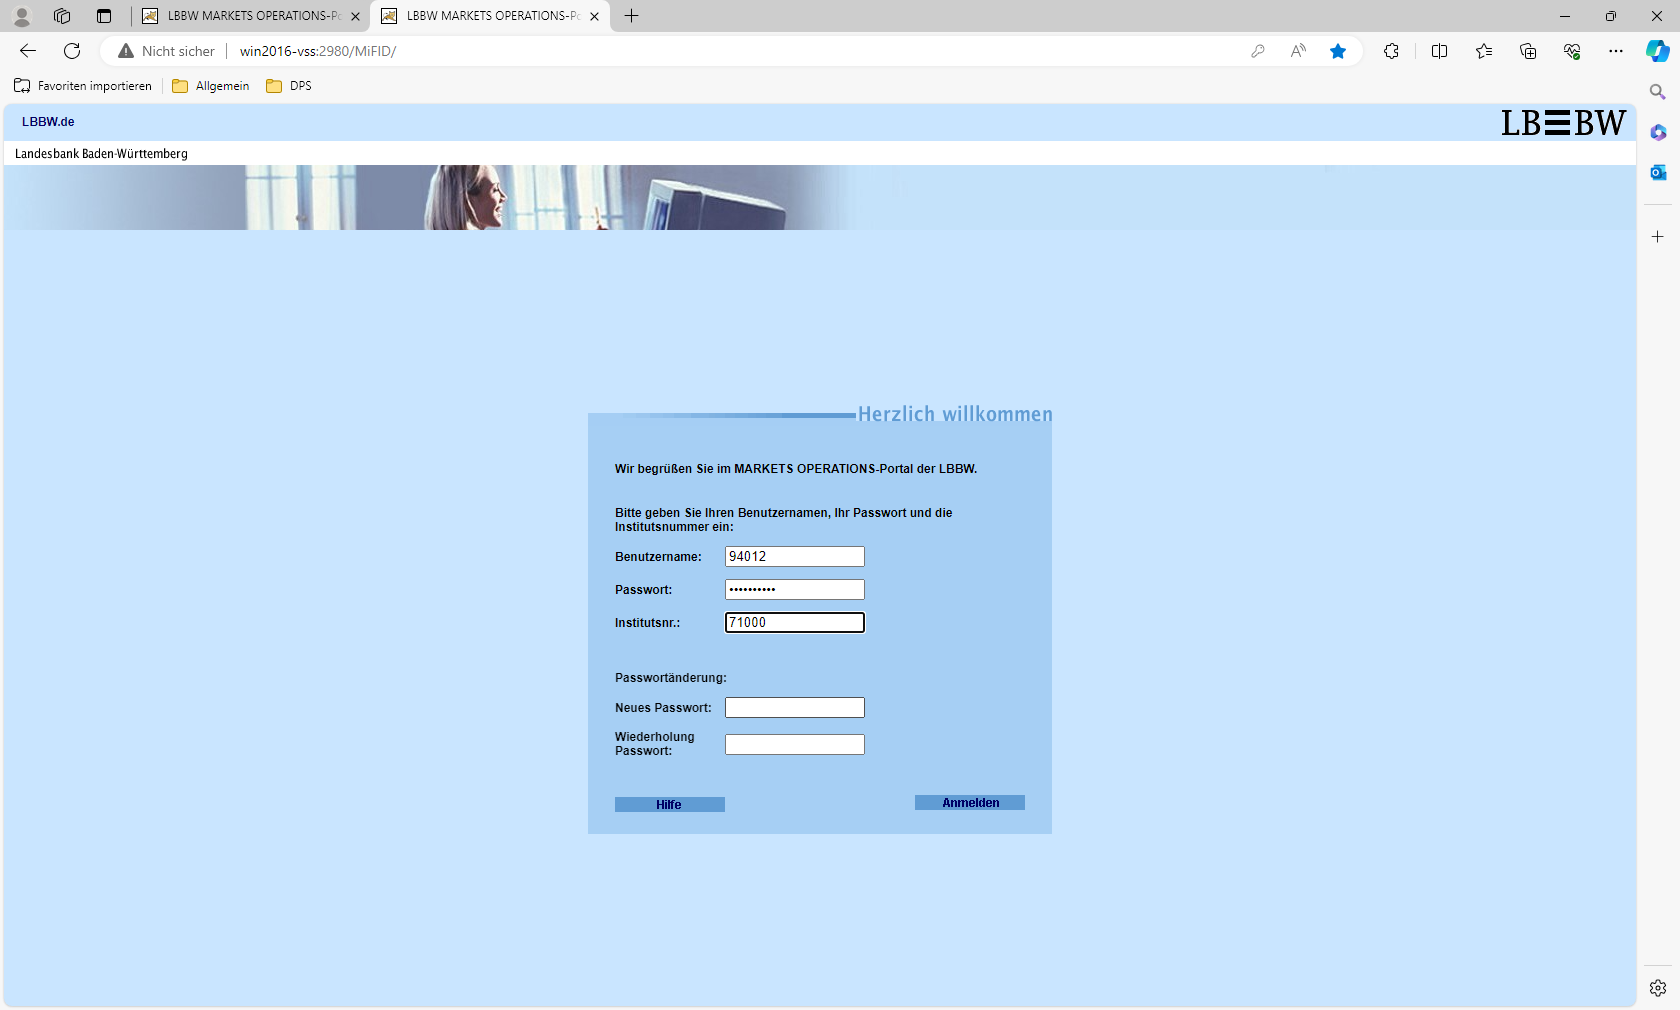 LBBW MARKETS OPERATIONS-Po
LBBW MARKETS OPERATIONS-Po
Nicht sicher
win2016-vss:2980/MiFID/
Favoriten importieren
Allgemein
DPS
LBBW.de
LB≡BW
Landesbank Baden-Württemberg
Herzlich willkommen
Wir begrüßen Sie im MARKETS OPERATIONS-Portal der LBBW.
Bitte geben Sie Ihren Benutzernamen, Ihr Passwort und die
Institutsnummer ein:
Benutzername: 94012
Passwort: ••••••••••
Institutsnr.: 71000
Passwortänderung:
Neues Passwort:
Wiederholung
Passwort:
Hilfe
Anmelden